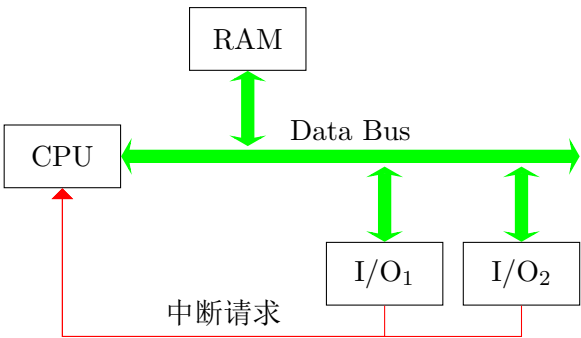 RAM
Data Bus
CPU
I/O₁
I/O₂
中断请求